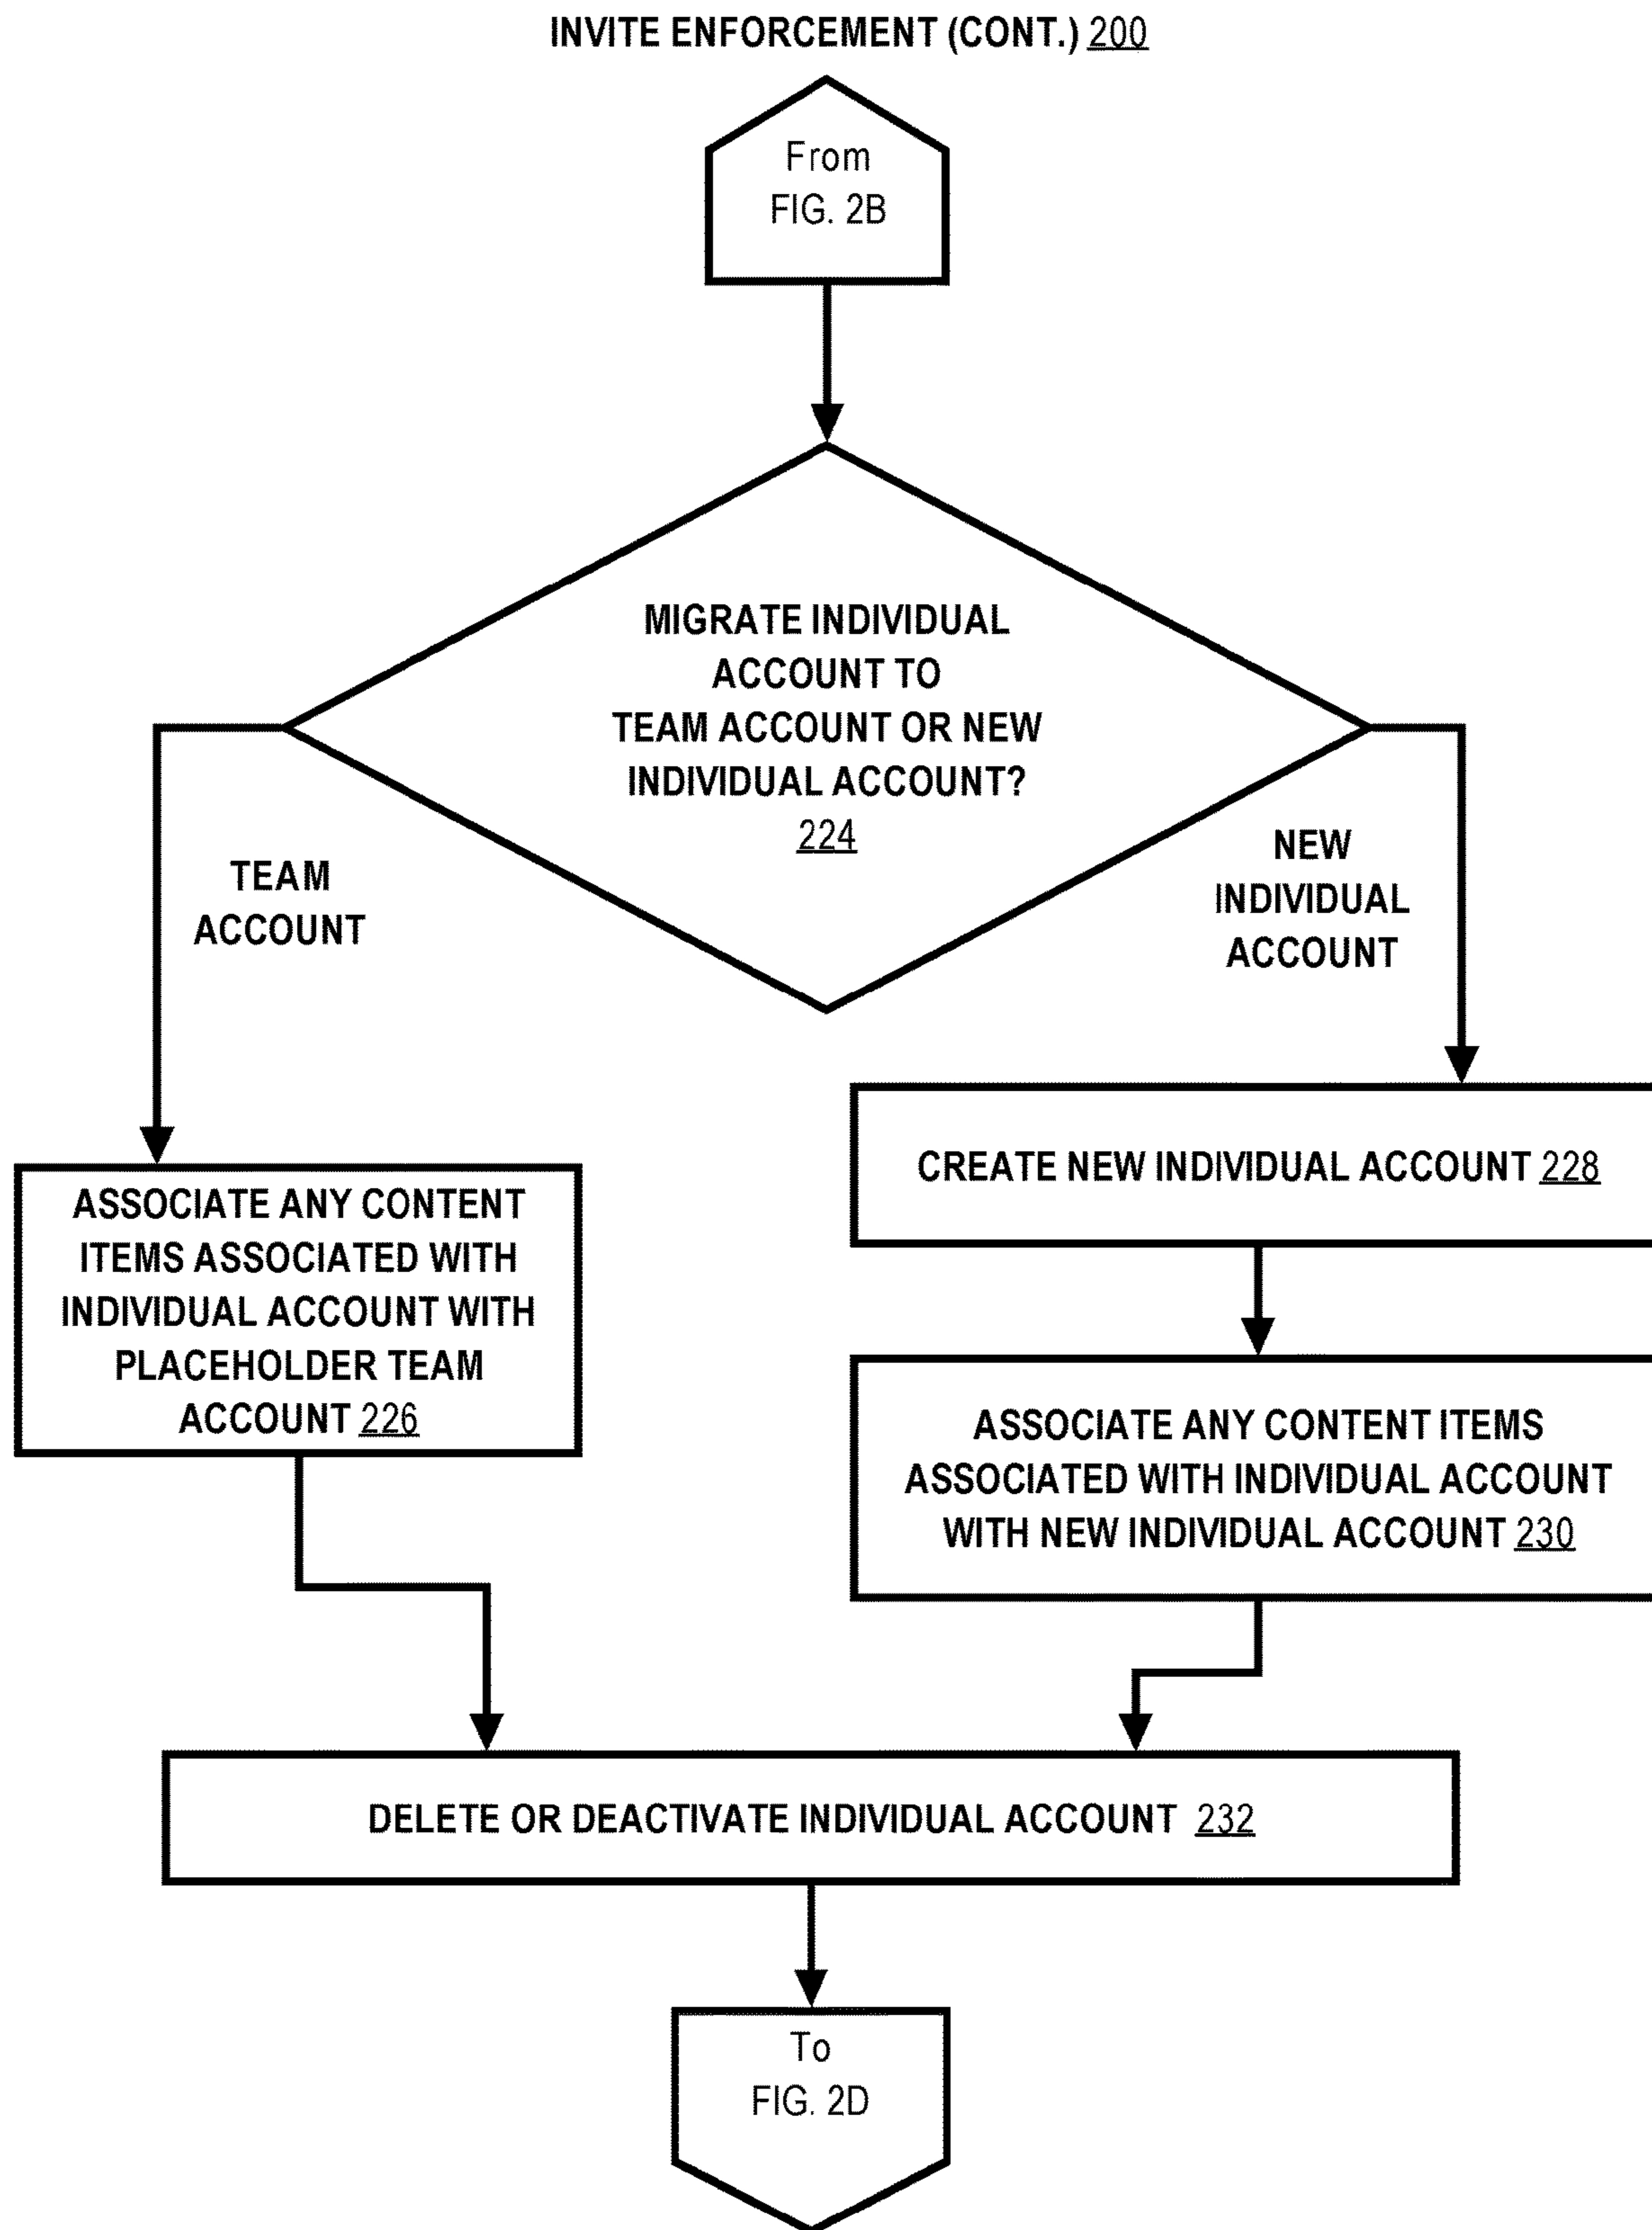 INVITE ENFORCEMENT (CONT.) 200
From
FIG. 2B
MIGRATE INDIVIDUAL
ACCOUNT TO
TEAM ACCOUNT OR NEW
INDIVIDUAL ACCOUNT?
224
TEAM
ACCOUNT
NEW
INDIVIDUAL
ACCOUNT
ASSOCIATE ANY CONTENT
ITEMS ASSOCIATED WITH
INDIVIDUAL ACCOUNT WITH
PLACEHOLDER TEAM
ACCOUNT 226
CREATE NEW INDIVIDUAL ACCOUNT 228
ASSOCIATE ANY CONTENT ITEMS
ASSOCIATED WITH INDIVIDUAL ACCOUNT
WITH NEW INDIVIDUAL ACCOUNT 230
DELETE OR DEACTIVATE INDIVIDUAL ACCOUNT 232
To
FIG. 2D